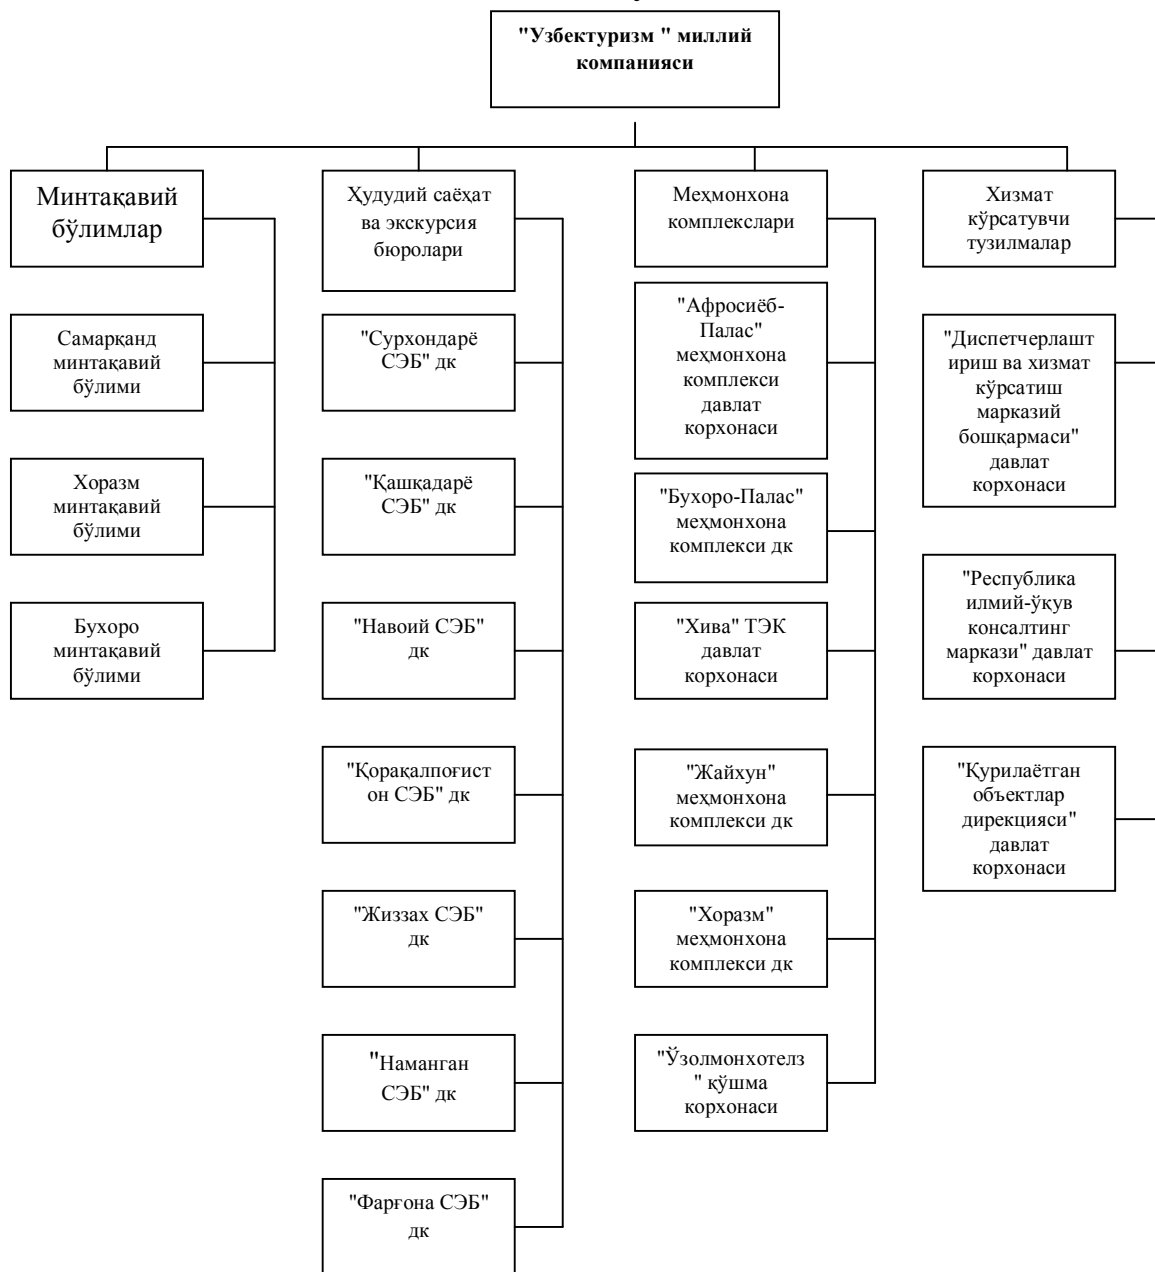 "Узбектуризм " миллий
компанияси
Минтақавий
бўлимлар
Самарқанд
минтақавий
бўлими
Хоразм
минтақавий
бўлими
Бухоро
минтақавий
бўлими
Ҳудудий саёҳат
ва экскурсия
бюролари
"Сурхондарё
СЭБ" дк
"Қашқадарё
СЭБ" дк
"Навоий СЭБ"
дк
"Қорақалпоғист
он СЭБ" дк
"Жиззах СЭБ"
дк
"Наманган
СЭБ" дк
"Фарғона СЭБ"
дк
Меҳмонхона
комплекслари
"Афросиёб-
Палас"
меҳмонхона
комплекси
давлат
корхонаси
"Бухоро-Палас"
меҳмонхона
комплекси дк
"Хива" ТЭК
давлат
корхонаси
"Жайхун"
меҳмонхона
комплекси дк
"Хоразм"
меҳмонхона
комплекси дк
"Ўзолмонхотелз
" қўшма
корхонаси
Хизмат
кўрсатувчи
тузилмалар
"Диспетчерлашт
ириш ва хизмат
кўрсатиш
марказий
бошқармаси"
давлат
корхонаси
"Республика
илмий-ўқув
консалтинг
маркази" давлат
корхонаси
"Қурилаётган
объектлар
дирекцияси"
давлат
корхонаси